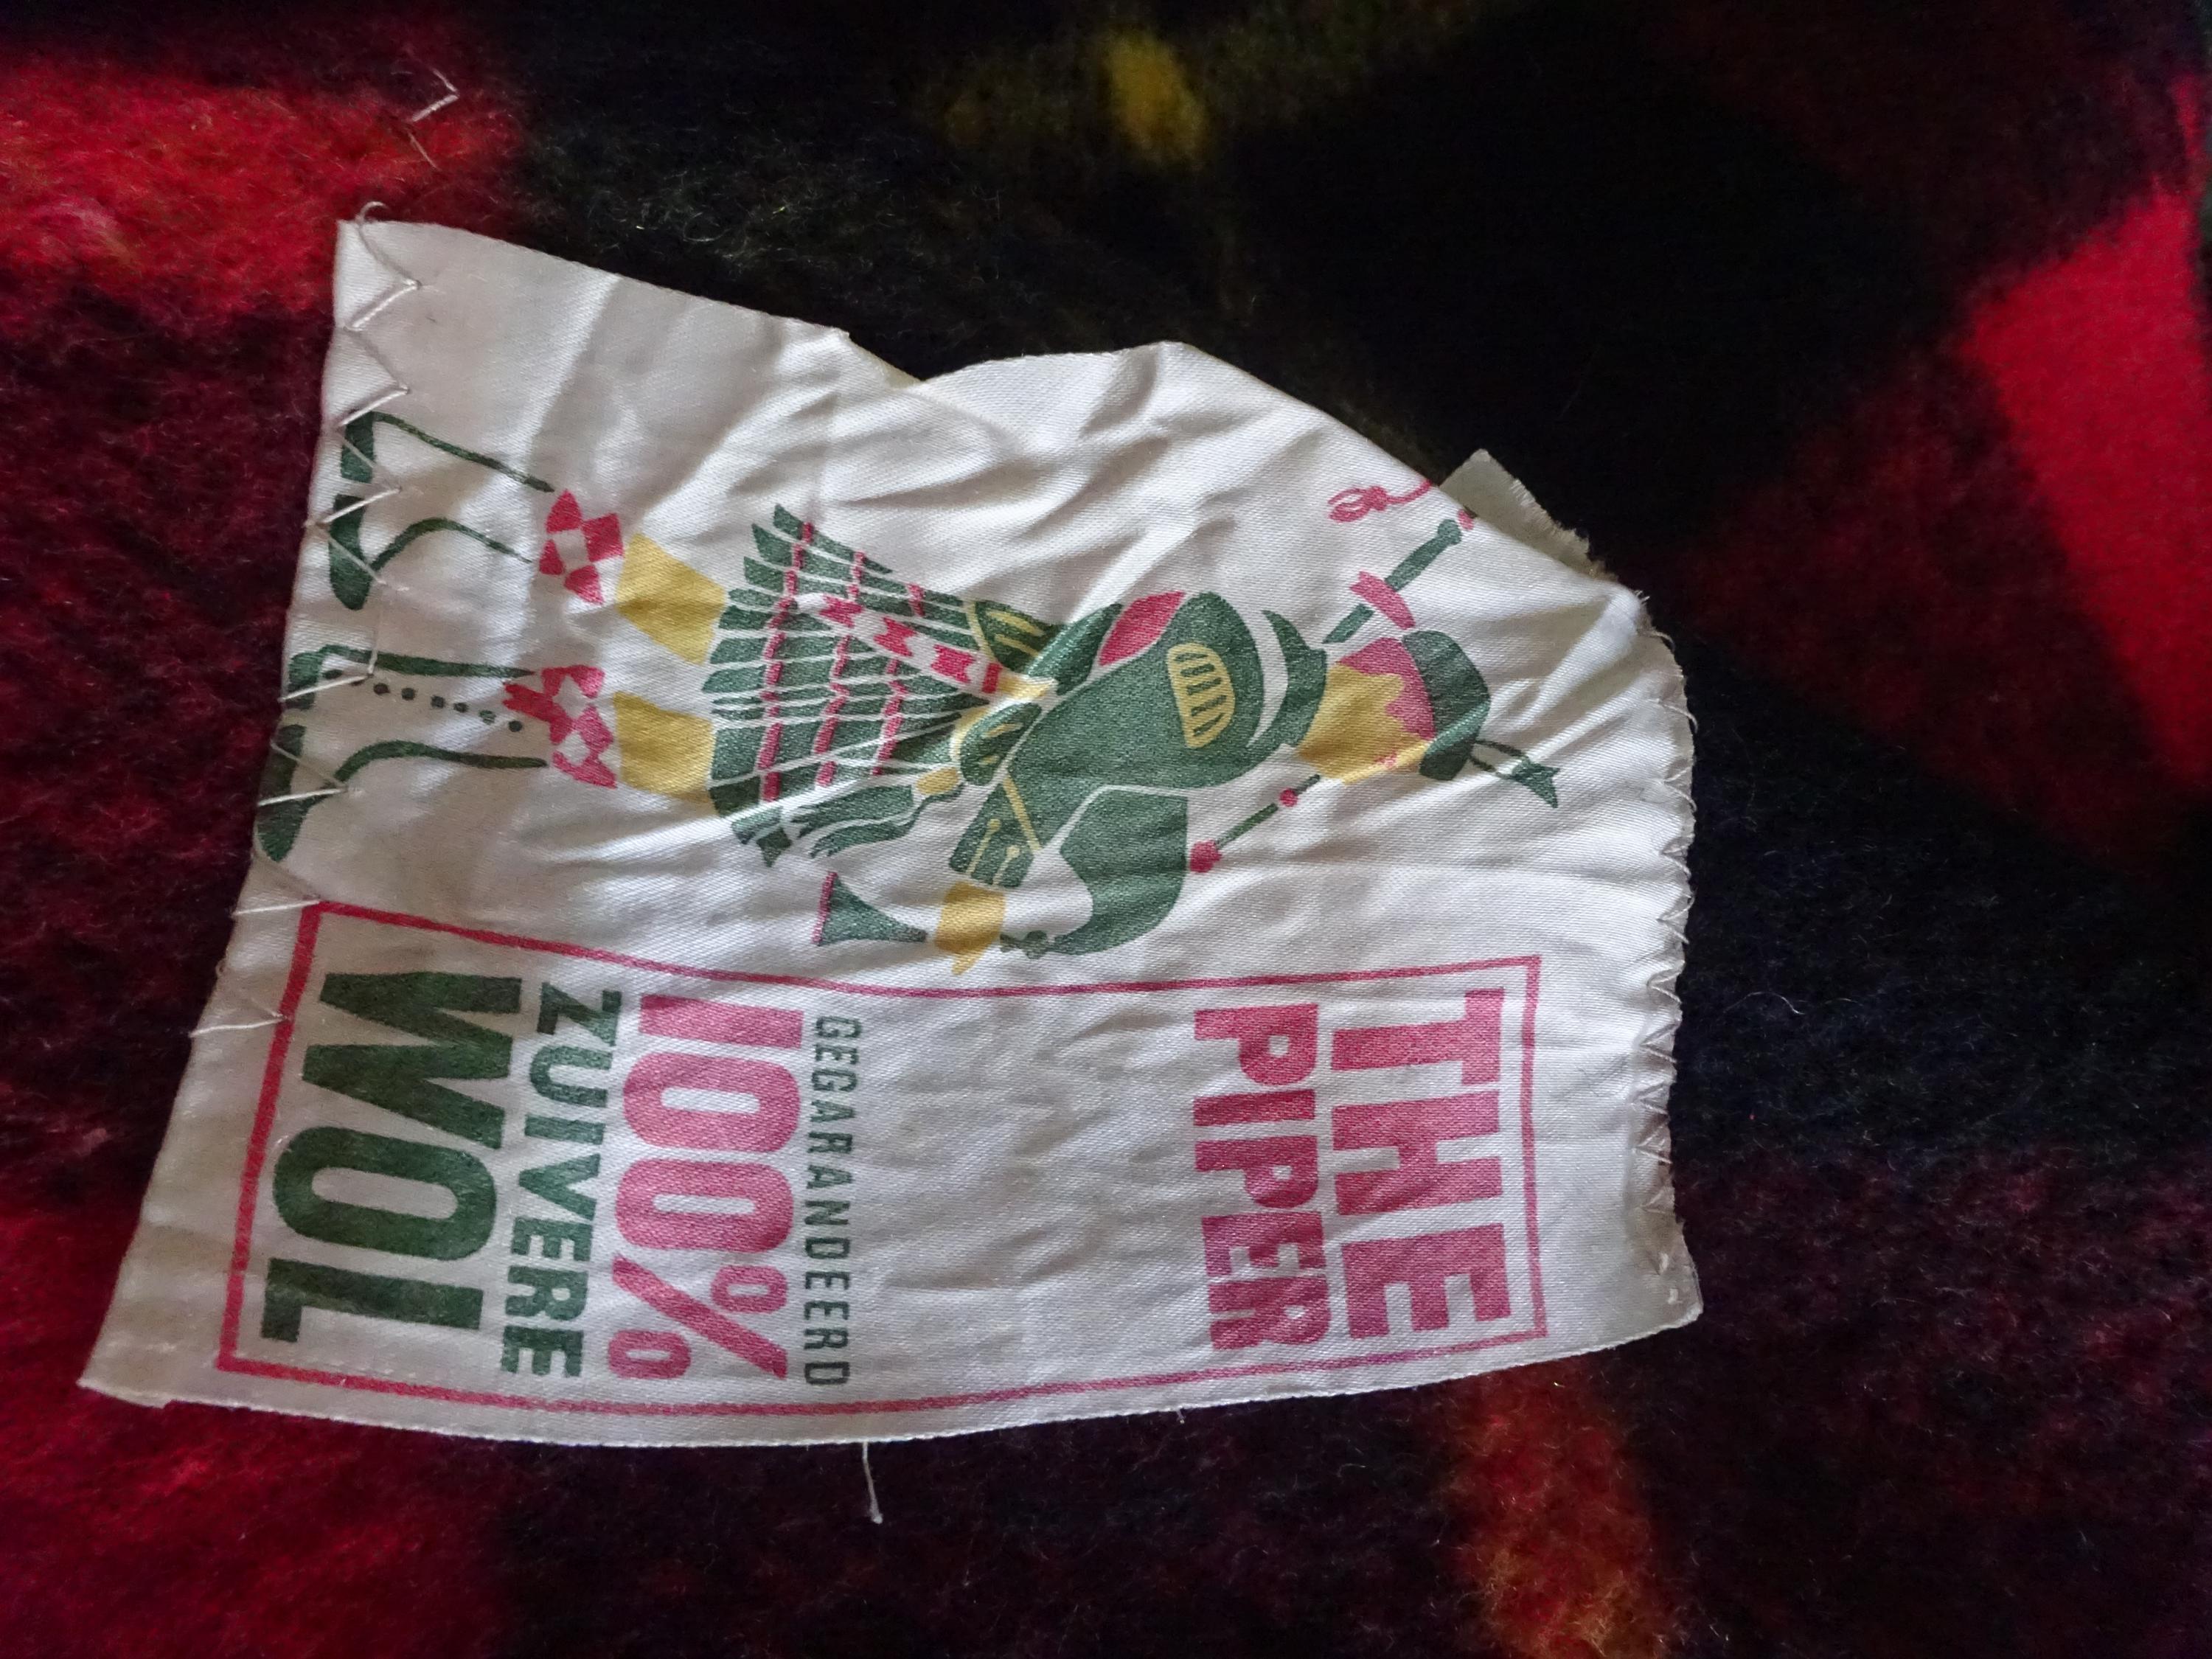 THE
PIPER
GEGARANDEERD
100%
ZUIVERE
WOL